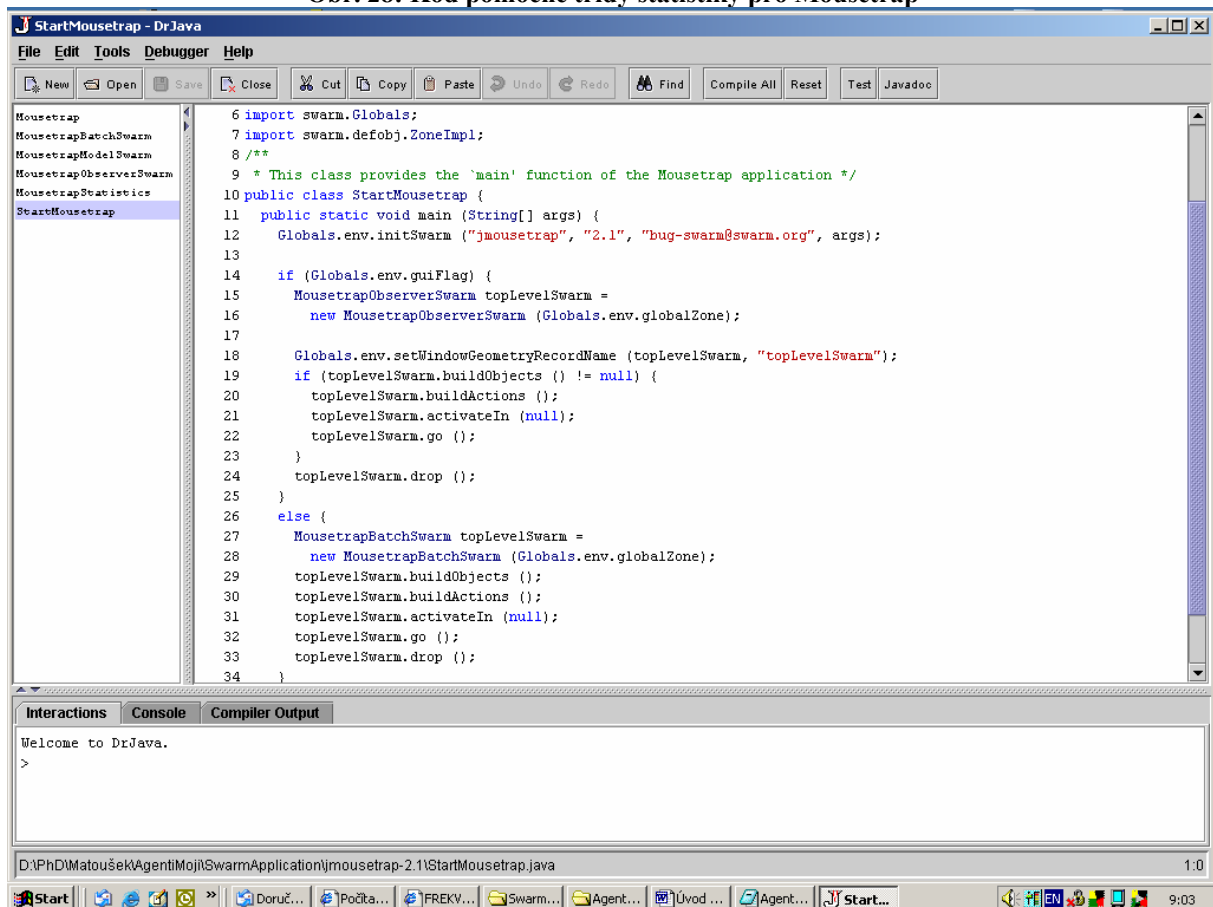 Obr. 28: Kód pomocné třídy statistiky pro Mousetrap
StartMousetrap - DrJava
File Edit Tools Debugger Help
New Open Save Close Cut Copy Paste Undo Redo Find Compile All Reset Test Javadoc
Mousetrap
MousetrapBatchSwarm
MousetrapModelSwarm
MousetrapObserverSwarm
MousetrapStatistics
StartMousetrap
6 import swarm.Globals;
7 import swarm.defobj.ZoneImpl;
8 /**
9 * This class provides the `main' function of the Mousetrap application */
10 public class StartMousetrap {
11 public static void main (String[] args) {
12 Globals.env.initSwarm ("jmousetrap", "2.1", "bug-swarm@swarm.org", args);
13
14 if (Globals.env.guiFlag) {
15 MousetrapObserverSwarm topLevelSwarm =
16 new MousetrapObserverSwarm (Globals.env.globalZone);
17
18 Globals.env.setWindowGeometryRecordName (topLevelSwarm, "topLevelSwarm");
19 if (topLevelSwarm.buildObjects () != null) {
20 topLevelSwarm.buildActions ();
21 topLevelSwarm.activateIn (null);
22 topLevelSwarm.go ();
23 }
24 topLevelSwarm.drop ();
25 }
26 else {
27 MousetrapBatchSwarm topLevelSwarm =
28 new MousetrapBatchSwarm (Globals.env.globalZone);
29 topLevelSwarm.buildObjects ();
30 topLevelSwarm.buildActions ();
31 topLevelSwarm.activateIn (null);
32 topLevelSwarm.go ();
33 topLevelSwarm.drop ();
34 }
Interactions Console Compiler Output
Welcome to DrJava.
>
D:\PhD\Matoušek\AgentiMoji\SwarmApplication\jmousetrap-2.1\StartMousetrap.java 1:0
Start » Doruč... Počíta... FREKV... Swarm... Agent... Úvod ... Agent... Start... EN 9:03